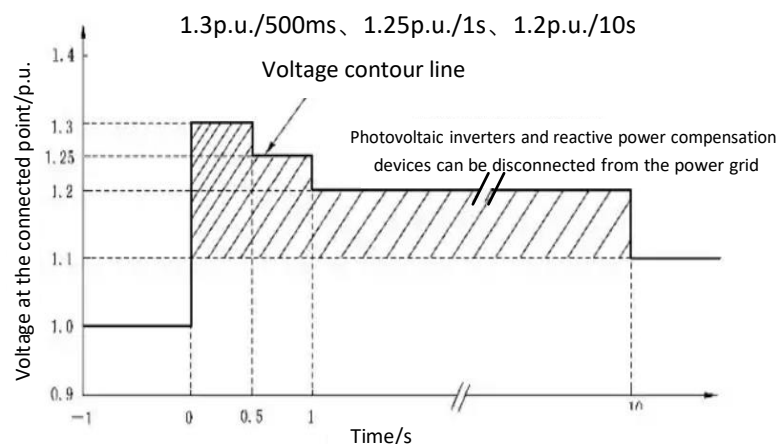 1.3p.u./500ms、1.25p.u./1s、1.2p.u./10s
1.4
Voltage contour line
1.3
1.25
Photovoltaic inverters and reactive power compensation
devices can be disconnected from the power grid
1.2
1.1
1.0
0.9
Voltage at the connected point/p.u.
-1
0
0.5
1
10
Time/s